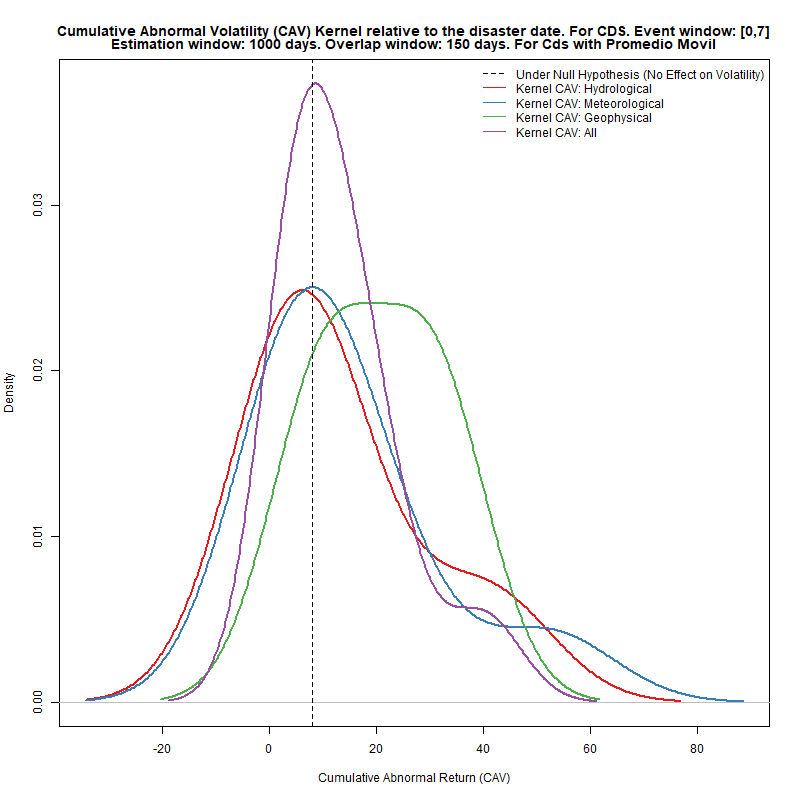 Cumulative Abnormal Volatility (CAV) Kernel relative to the disaster date. For CDS. Event window: [0,7]
Estimation window: 1000 days. Overlap window: 150 days. For Cds with Promedio Movil
Under Null Hypothesis (No Effect on Volatility)
Kernel CAV: Hydrological
Kernel CAV: Meteorological
Kernel CAV: Geophysical
Kernel CAV: All
Density
0.03
0.02
0.01
0.00
-20 0 20 40 60 80
Cumulative Abnormal Return (CAV)